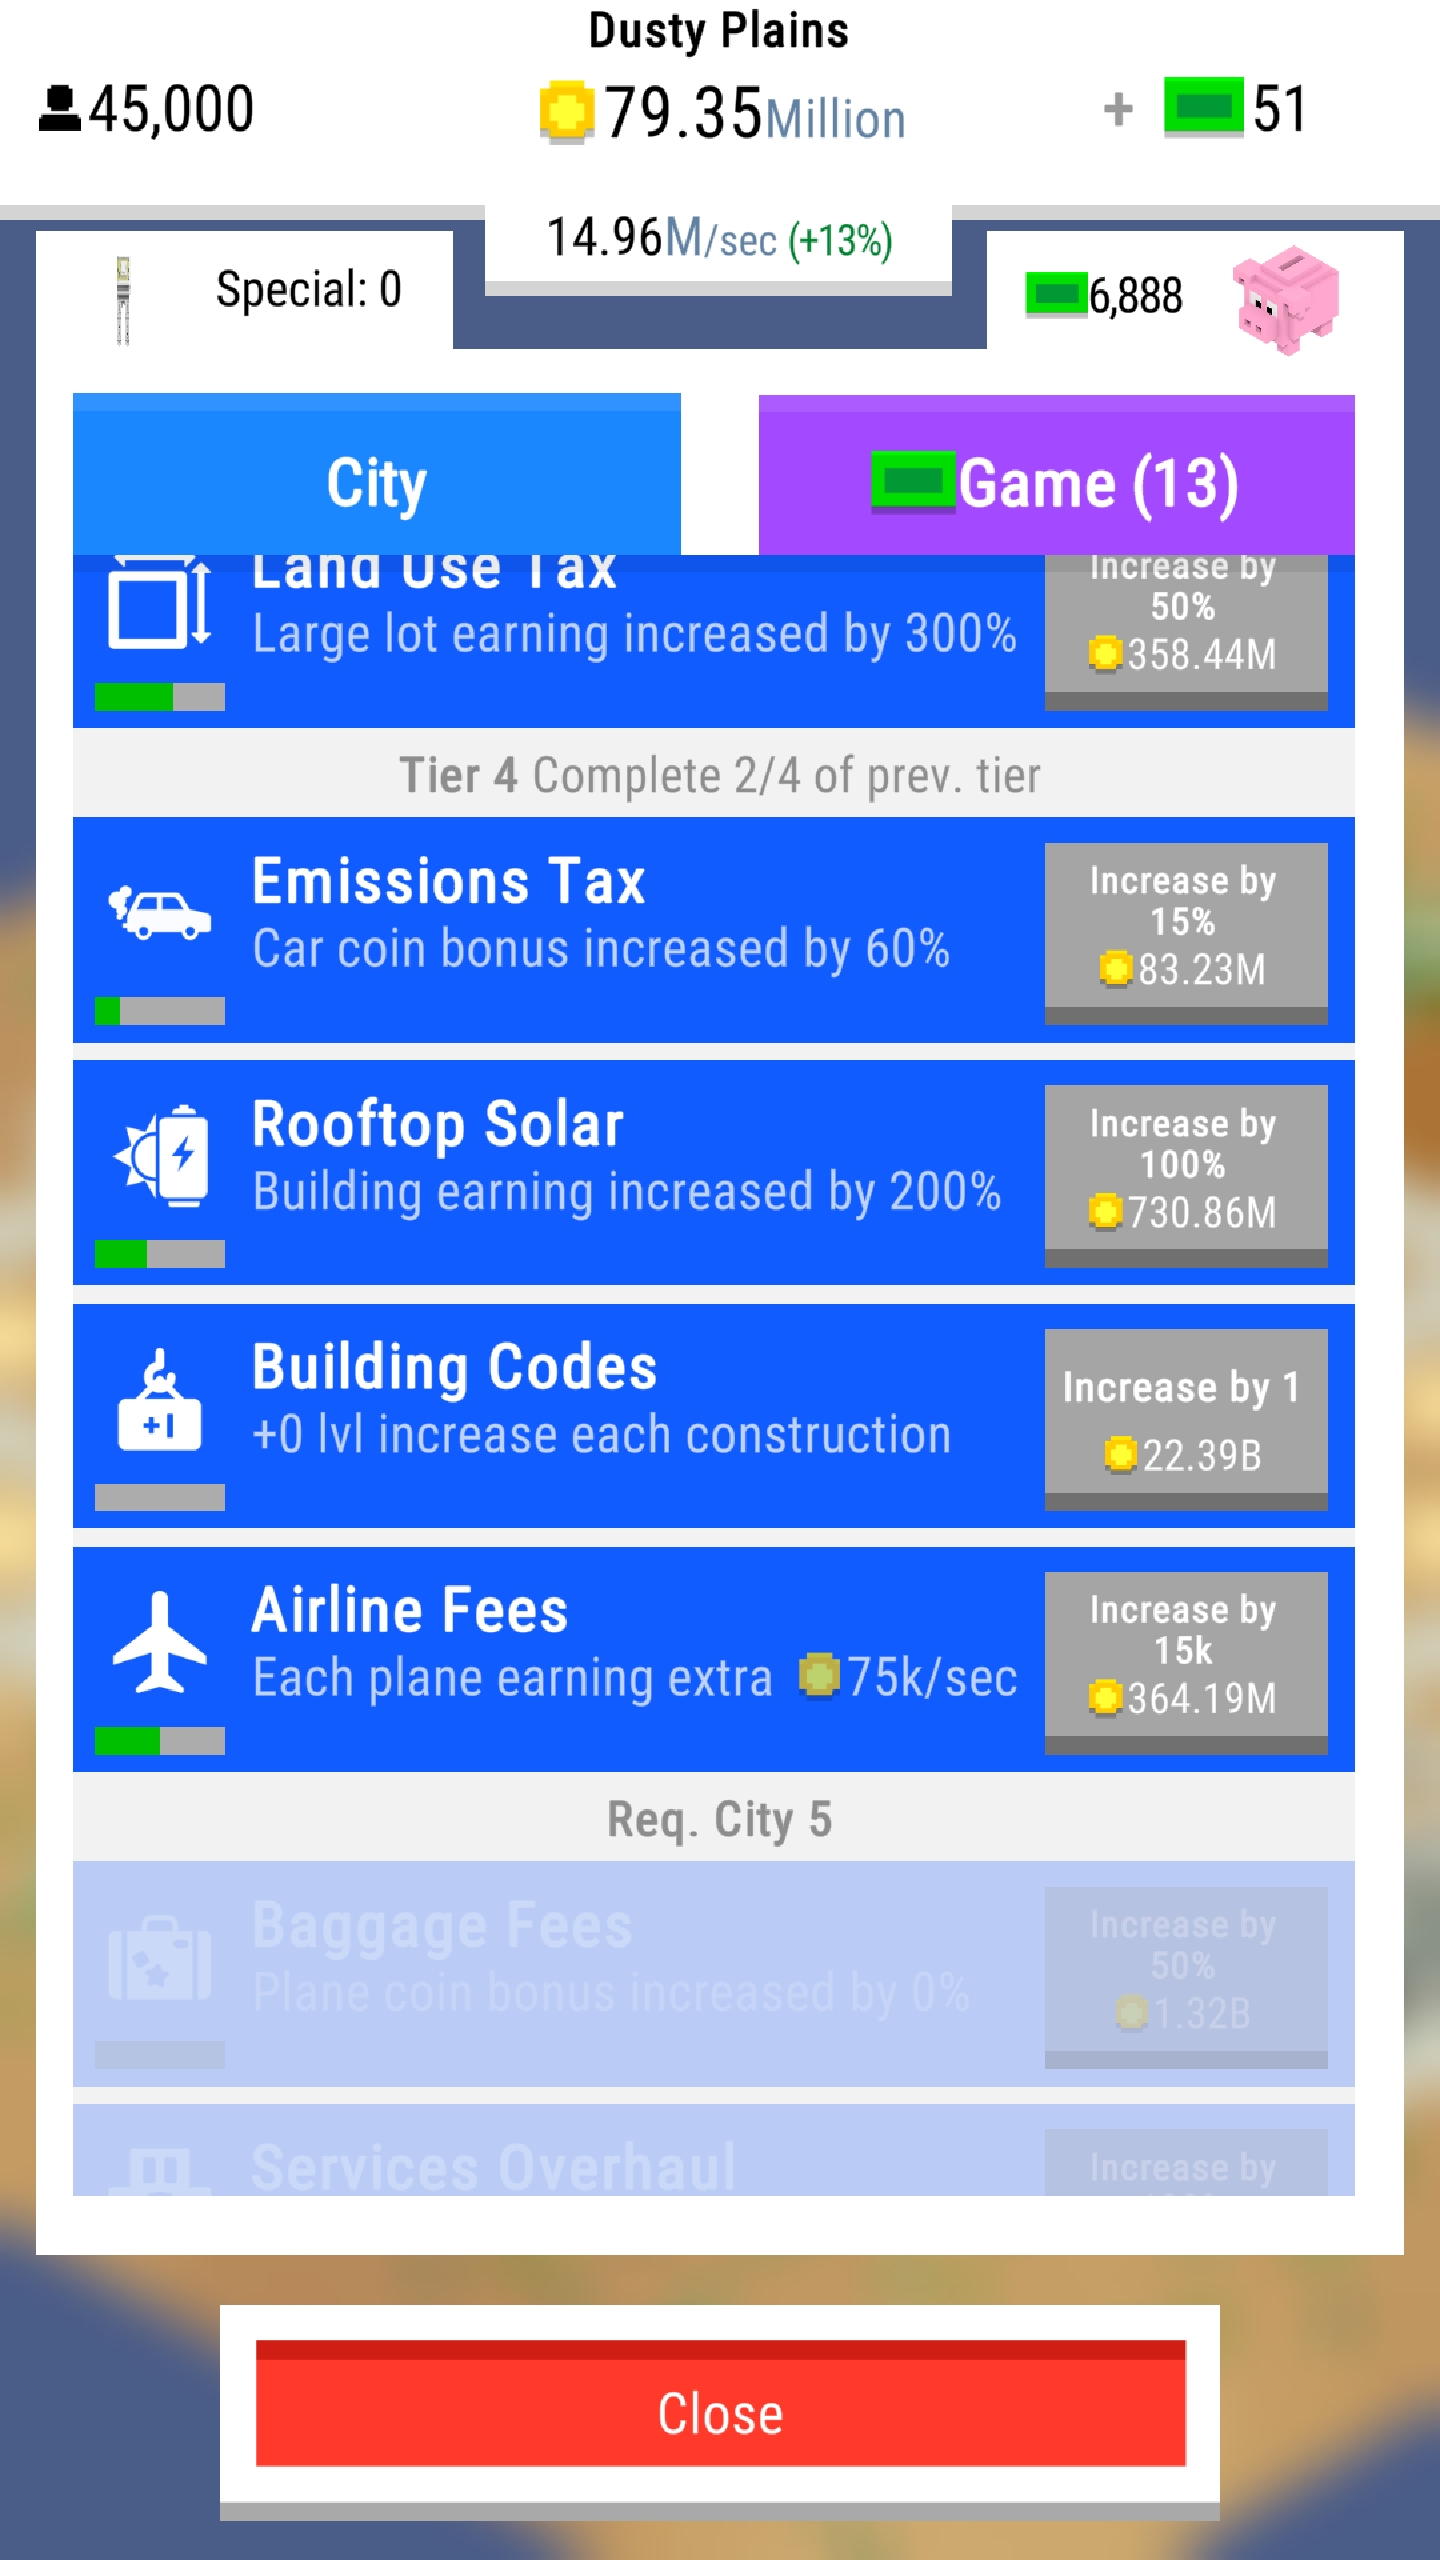 Dusty Plains
45,000
79.35Million
+ 51
14.96M/sec (+13%)
Special: 0
6,888
City
Game (13)
Land Use Tax
Large lot earning increased by 300%
Increase by
50%
358.44M
Tier 4 Complete 2/4 of prev. tier
Emissions Tax
Car coin bonus increased by 60%
Increase by
15%
83.23M
Rooftop Solar
Building earning increased by 200%
Increase by
100%
730.86M
+1
Building Codes
+0 lvl increase each construction
Increase by 1
22.39B
Airline Fees
Each plane earning extra 75k/sec
Increase by
15k
364.19M
Req. City 5
Baggage Fees
Plane coin bonus increased by 0%
Increase by
50%
1.32B
Services Overhaul
Increase by
Close